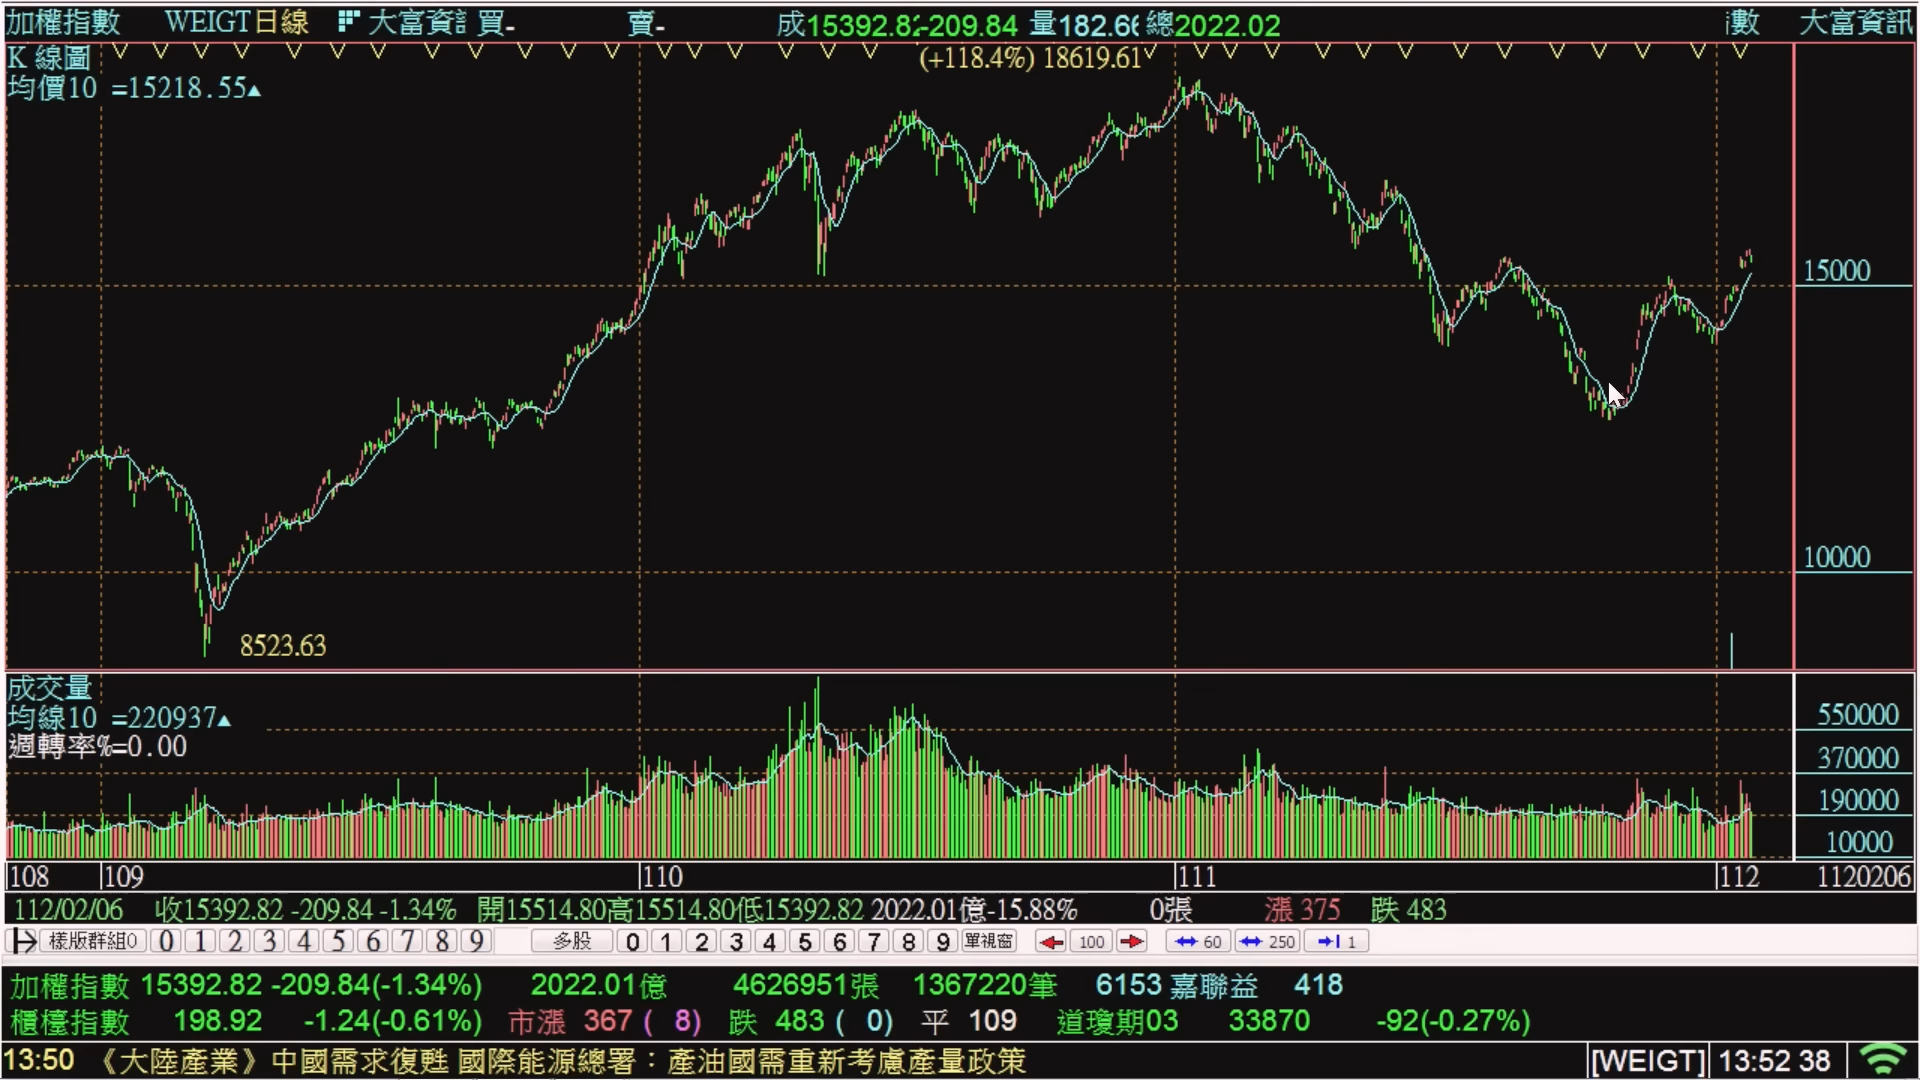 加權指數 WEIGT日線 大富資訊 買- 賣- 成15392.82-209.84 量182.66 總2022.02 數 大富資訊
K 線圖 (+118.4%) 18619.61
均價10 =15218.55▲
15000
10000
8523.63
成交量
均線10 =220937▲
週轉率%=0.00
550000
370000
190000
10000
108 109 110 111 112 1120206
112/02/06 收15392.82 -209.84 -1.34% 開15514.80高15514.80低15392.82 2022.01億-15.88% 0張 漲 375 跌 483
樣版群組0 0 1 2 3 4 5 6 7 8 9 多股 0 1 2 3 4 5 6 7 8 9 單視窗 100 60 250 1
加權指數 15392.82 -209.84(-1.34%) 2022.01億 4626951張 1367220筆 6153 嘉聯益 418
櫃檯指數 198.92 -1.24(-0.61%) 市漲 367 ( 8) 跌 483 ( 0) 平 109 道瓊期03 33870 -92(-0.27%)
13:50 《大陸產業》中國需求復甦 國際能源總署：產油國需重新考慮產量政策 [WEIGT] 13:52 38